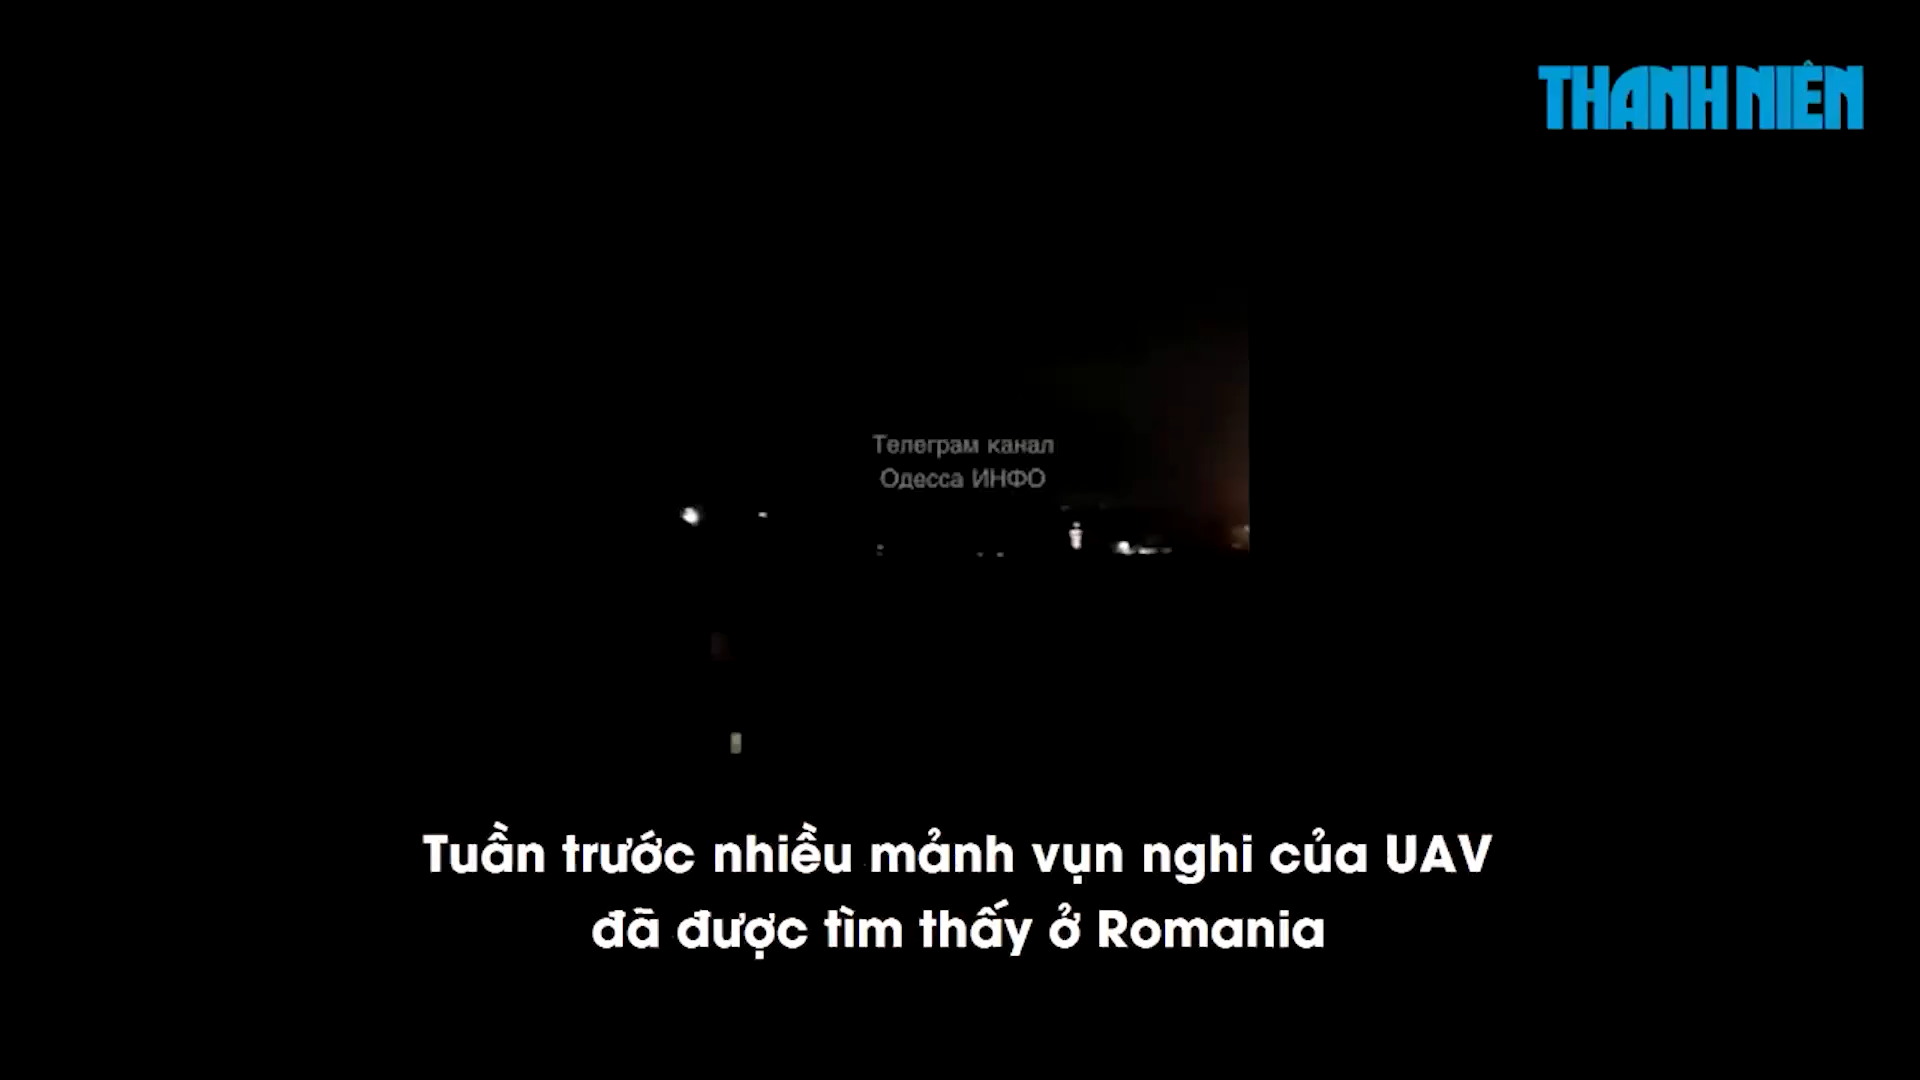 THANH NIÊN
Телеграм канал
Одесса ИНФО
Tuần trước nhiều mảnh vụn nghi của UAV
đã được tìm thấy ở Romania